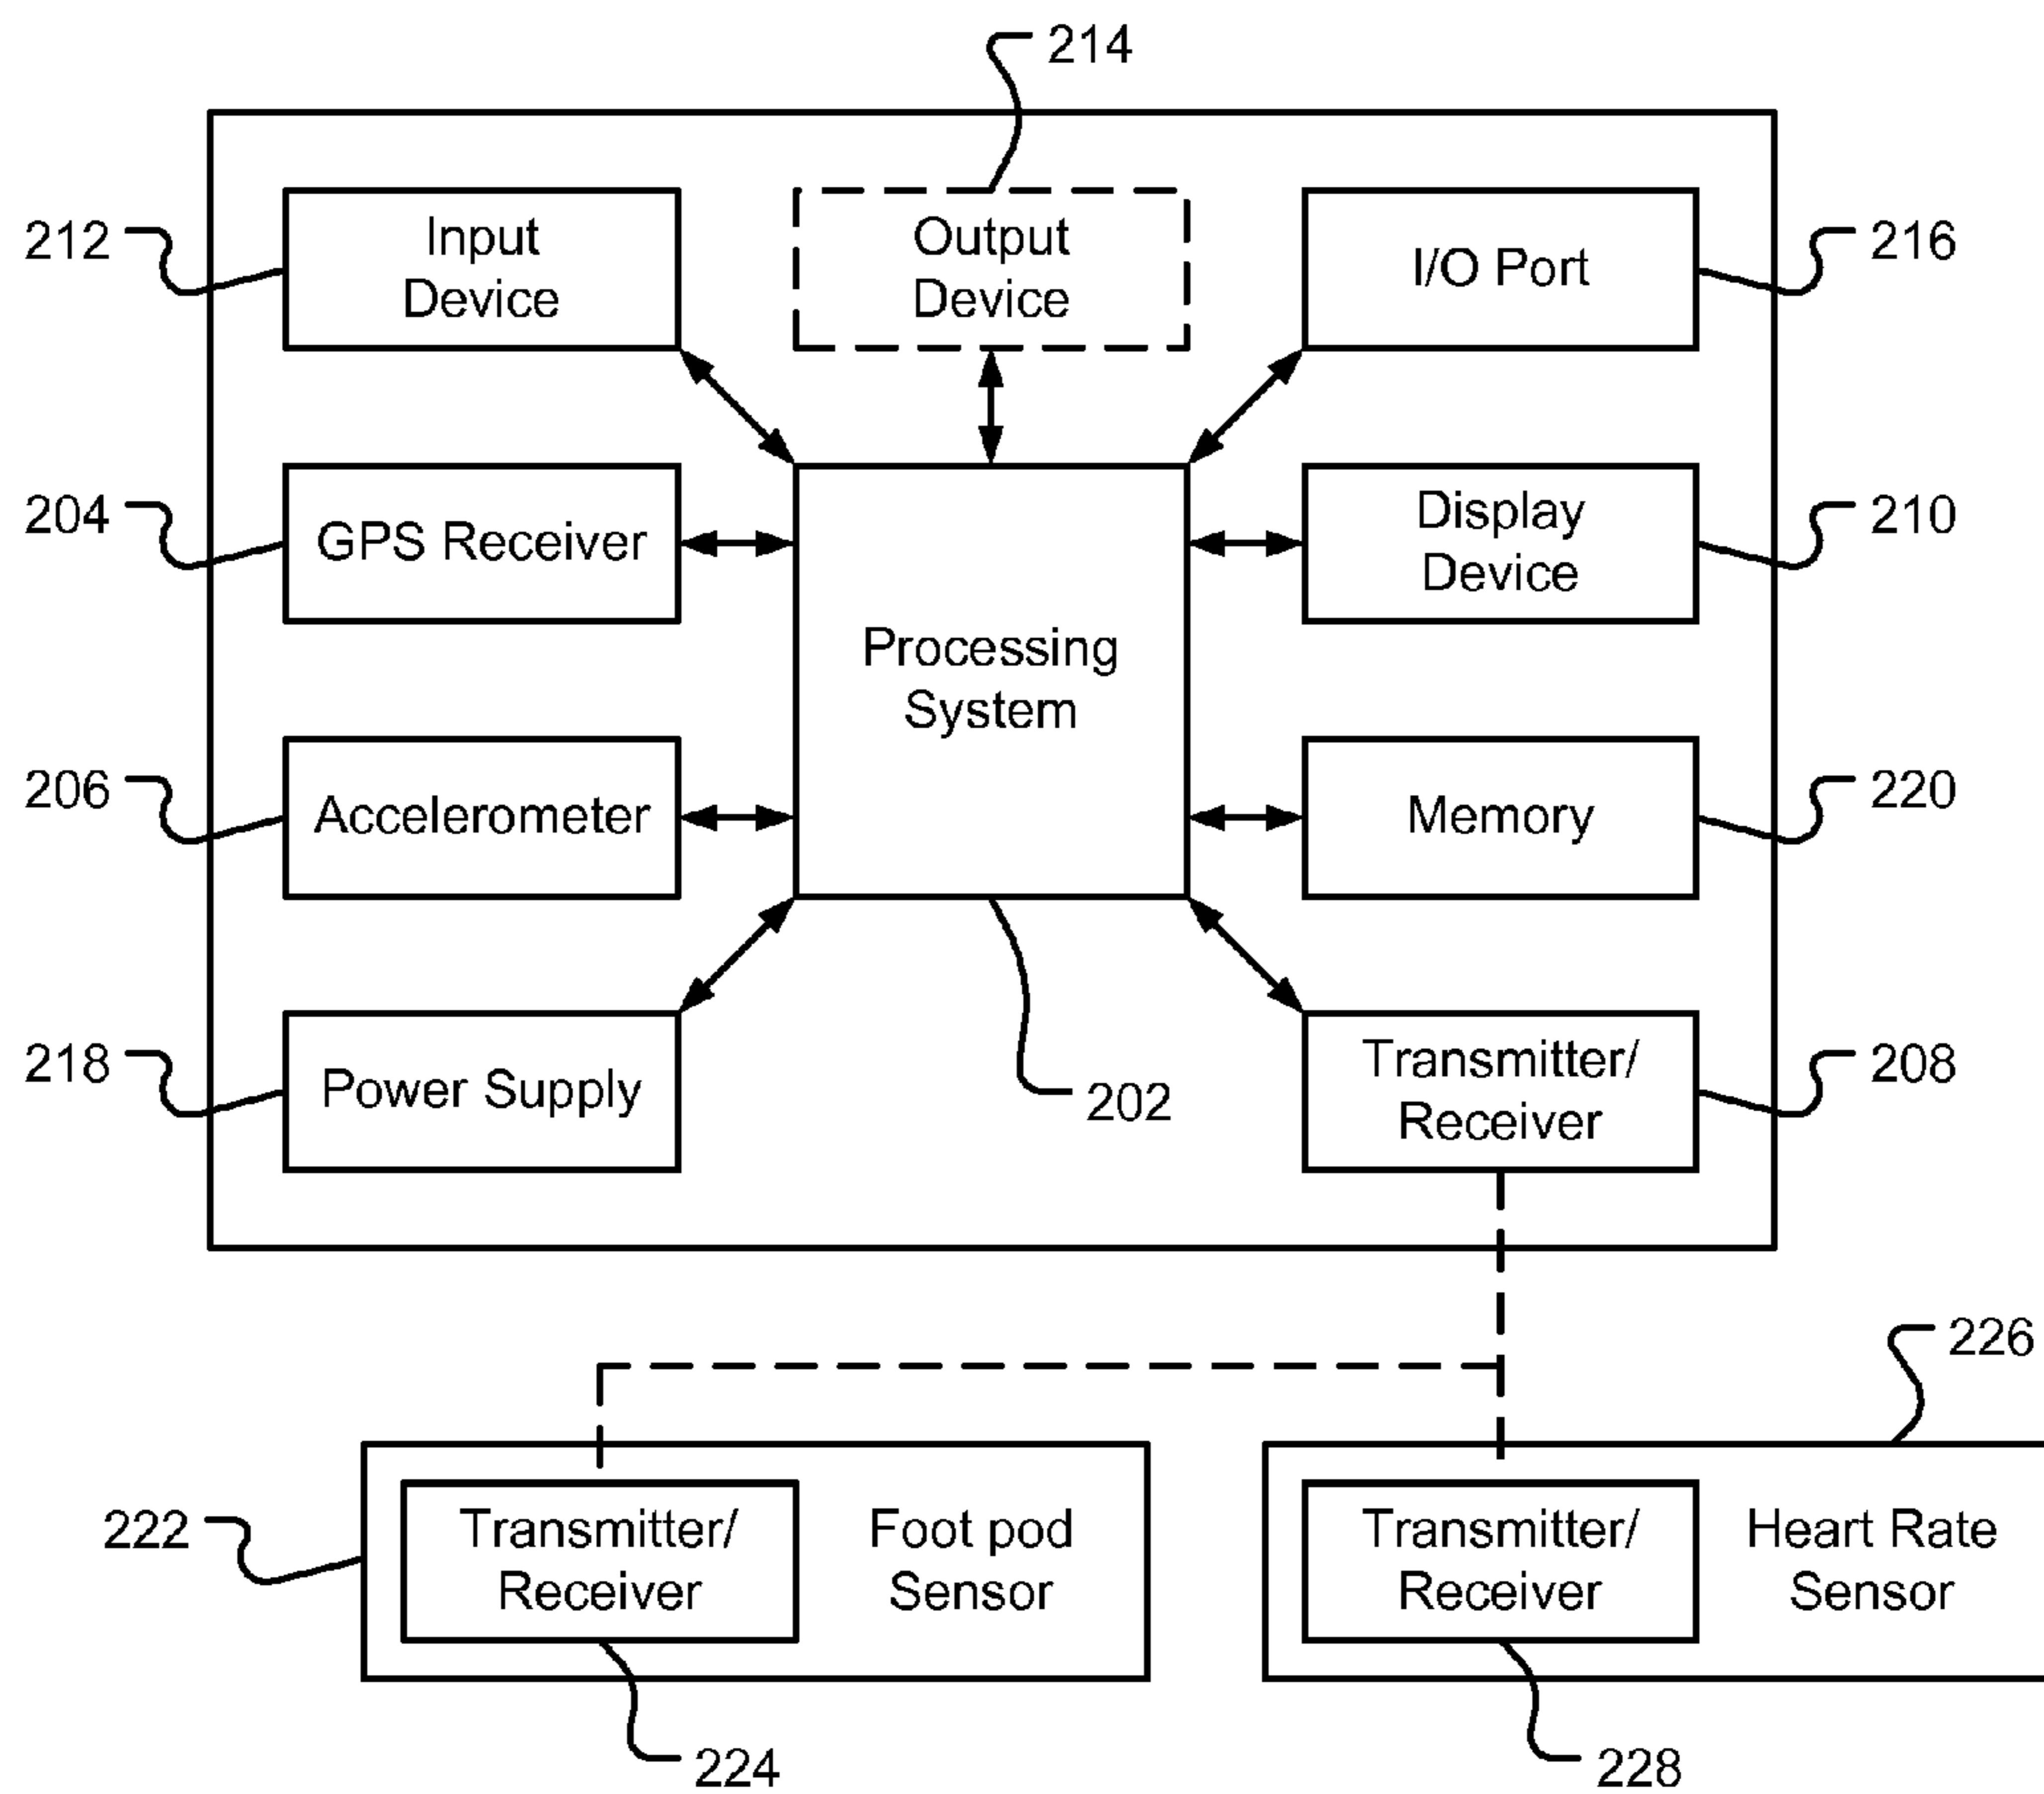 214
212
Input
Device
Output
Device
I/O Port
216
204
GPS Receiver
Display
Device
210
Processing
System
206
Accelerometer
Memory
220
218
Power Supply
202
Transmitter/
Receiver
208
226
222
Transmitter/
Receiver
Foot pod
Sensor
Transmitter/
Receiver
Heart Rate
Sensor
224
228